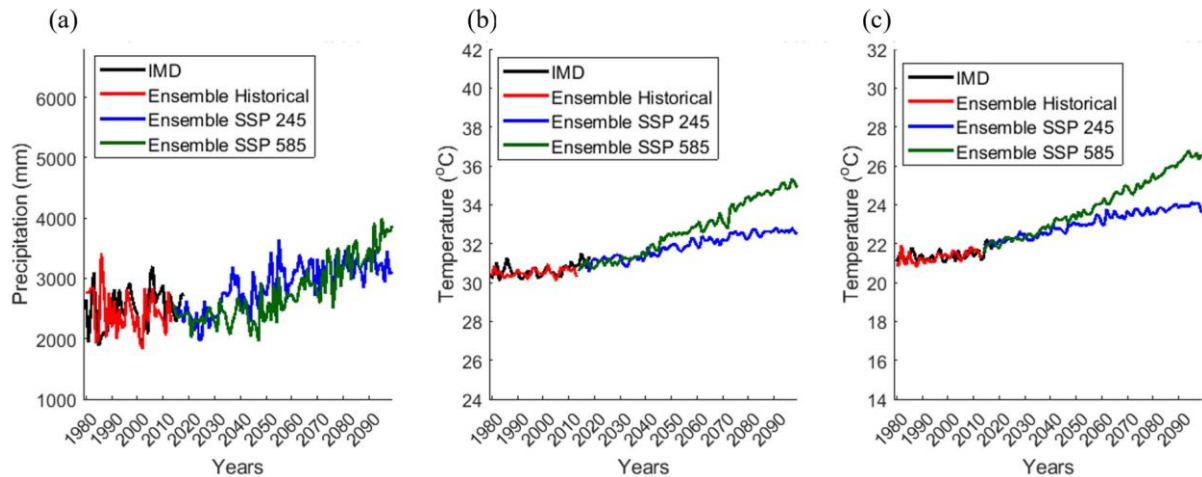 (a)
IMD
Ensemble Historical
Ensemble SSP 245
Ensemble SSP 585
Precipitation (mm)
6000
5000
4000
3000
2000
1000
1980
1990
2000
2010
2020
2030
2040
2050
2060
2070
2080
2090
Years
(b)
IMD
Ensemble Historical
Ensemble SSP 245
Ensemble SSP 585
Temperature (°C)
42
40
38
36
34
32
30
28
26
24
1980
1990
2000
2010
2020
2030
2040
2050
2060
2070
2080
2090
Years
(c)
IMD
Ensemble Historical
Ensemble SSP 245
Ensemble SSP 585
Temperature (°C)
32
30
28
26
24
22
20
18
16
14
1980
1990
2000
2010
2020
2030
2040
2050
2060
2070
2080
2090
Years